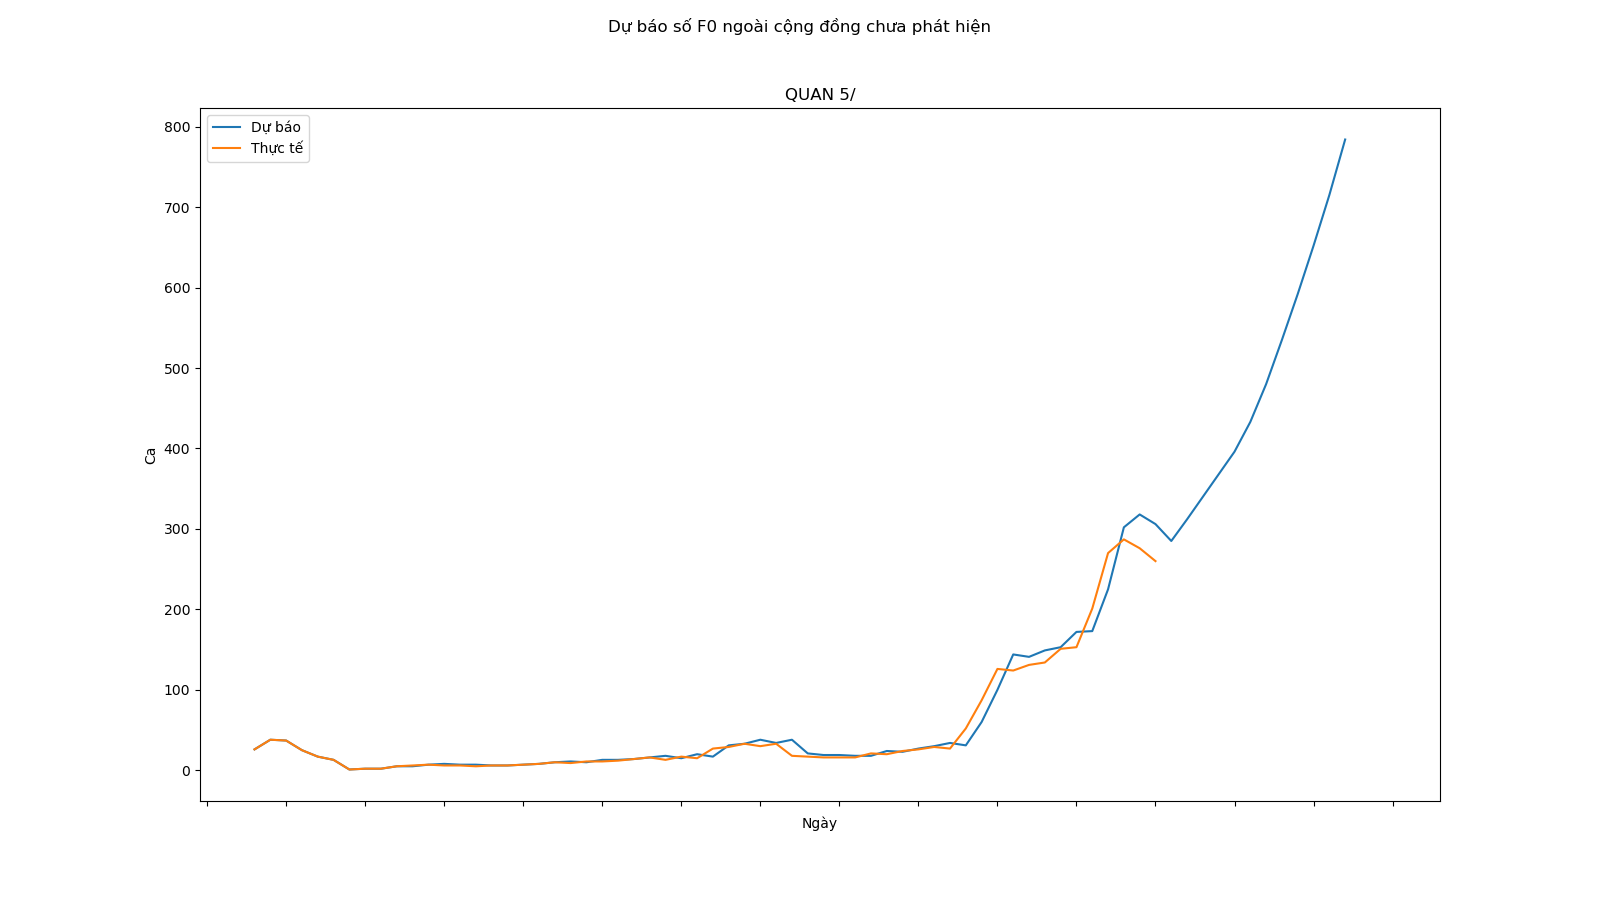 Dự báo số F0 ngoài cộng đồng chưa phát hiện
QUAN 5/
Dự báo
Thực tế
800
700
600
500
400
300
200
100
0
Ca
Ngày